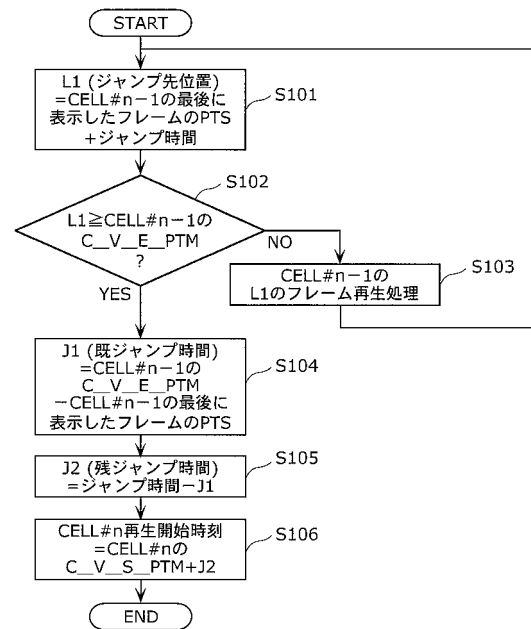 START
L1 (ジャンプ先位置)
=CELL#n－1の最後に
表示したフレームのPTS
+ジャンプ時間
S101
S102
L1≧CELL#n－1の
C__V__E__PTM
?
NO
YES
CELL#n－1の
L1のフレーム再生処理
S103
J1 (既ジャンプ時間)
=CELL#n－1の
C__V__E__PTM
－CELL#n－1の最後に
表示したフレームのPTS
S104
J2 (残ジャンプ時間)
=ジャンプ時間－J1
S105
CELL#n再生開始時刻
=CELL#nの
C__V__S__PTM+J2
S106
END